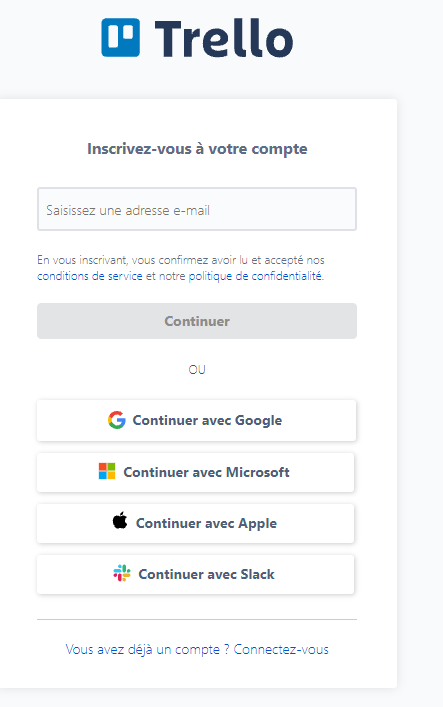 Trello
Inscrivez-vous à votre compte
Saisissez une adresse e-mail
En vous inscrivant, vous confirmez avoir lu et accepté nos
conditions de service et notre politique de confidentialité.
Continuer
OU
Continuer avec Google
Continuer avec Microsoft
Continuer avec Apple
Continuer avec Slack
Vous avez déjà un compte ? Connectez-vous